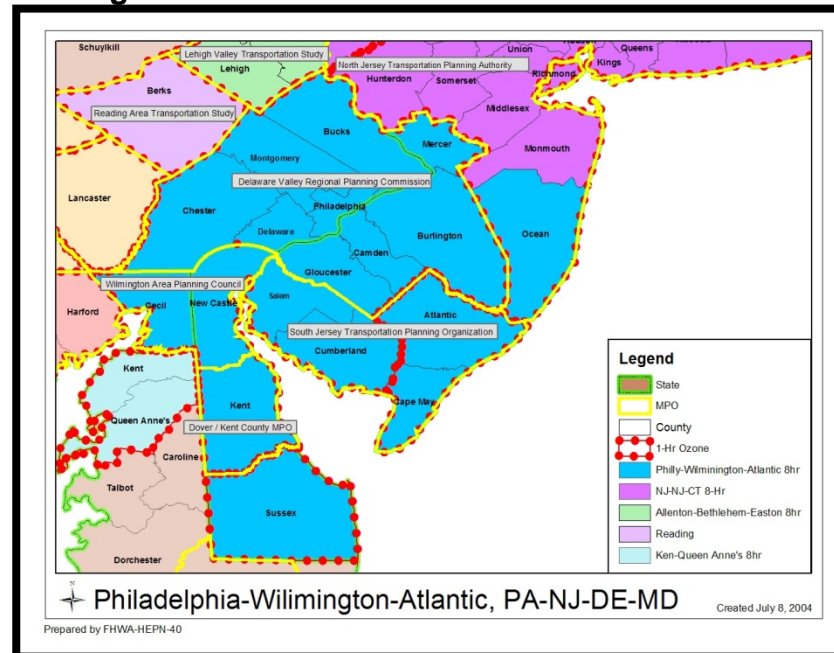 Schuylkill
Lehigh Valley Transportation Study
Lehigh
North Jersey Transportation Planning Authority
Hunterdon
Somerset
Union
Richmond
Kings
Queens
Berks
Reading Area Transportation Study
Bucks
Mercer
Middlesex
Monmouth
Montgomery
Delaware Valley Regional Planning Commission
Lancaster
Chester
Philadelphia
Delaware
Burlington
Ocean
Camden
Gloucester
Wilmington Area Planning Council
Harford
Cecil
New Castle
Salem
Atlantic
South Jersey Transportation Planning Organization
Cumberland
Cape May
Kent
Queen Anne's
Kent
Dover / Kent County MPO
Caroline
Talbot
Sussex
Dorchester
Legend
State
MPO
County
1-Hr Ozone
Philly-Wilminington-Atlantic 8hr
NJ-NJ-CT 8-Hr
Allenton-Bethlehem-Easton 8hr
Reading
Ken-Queen Anne's 8hr
N
Philadelphia-Wilimington-Atlantic, PA-NJ-DE-MD
Created July 8, 2004
Prepared by FHWA-HEPN-40